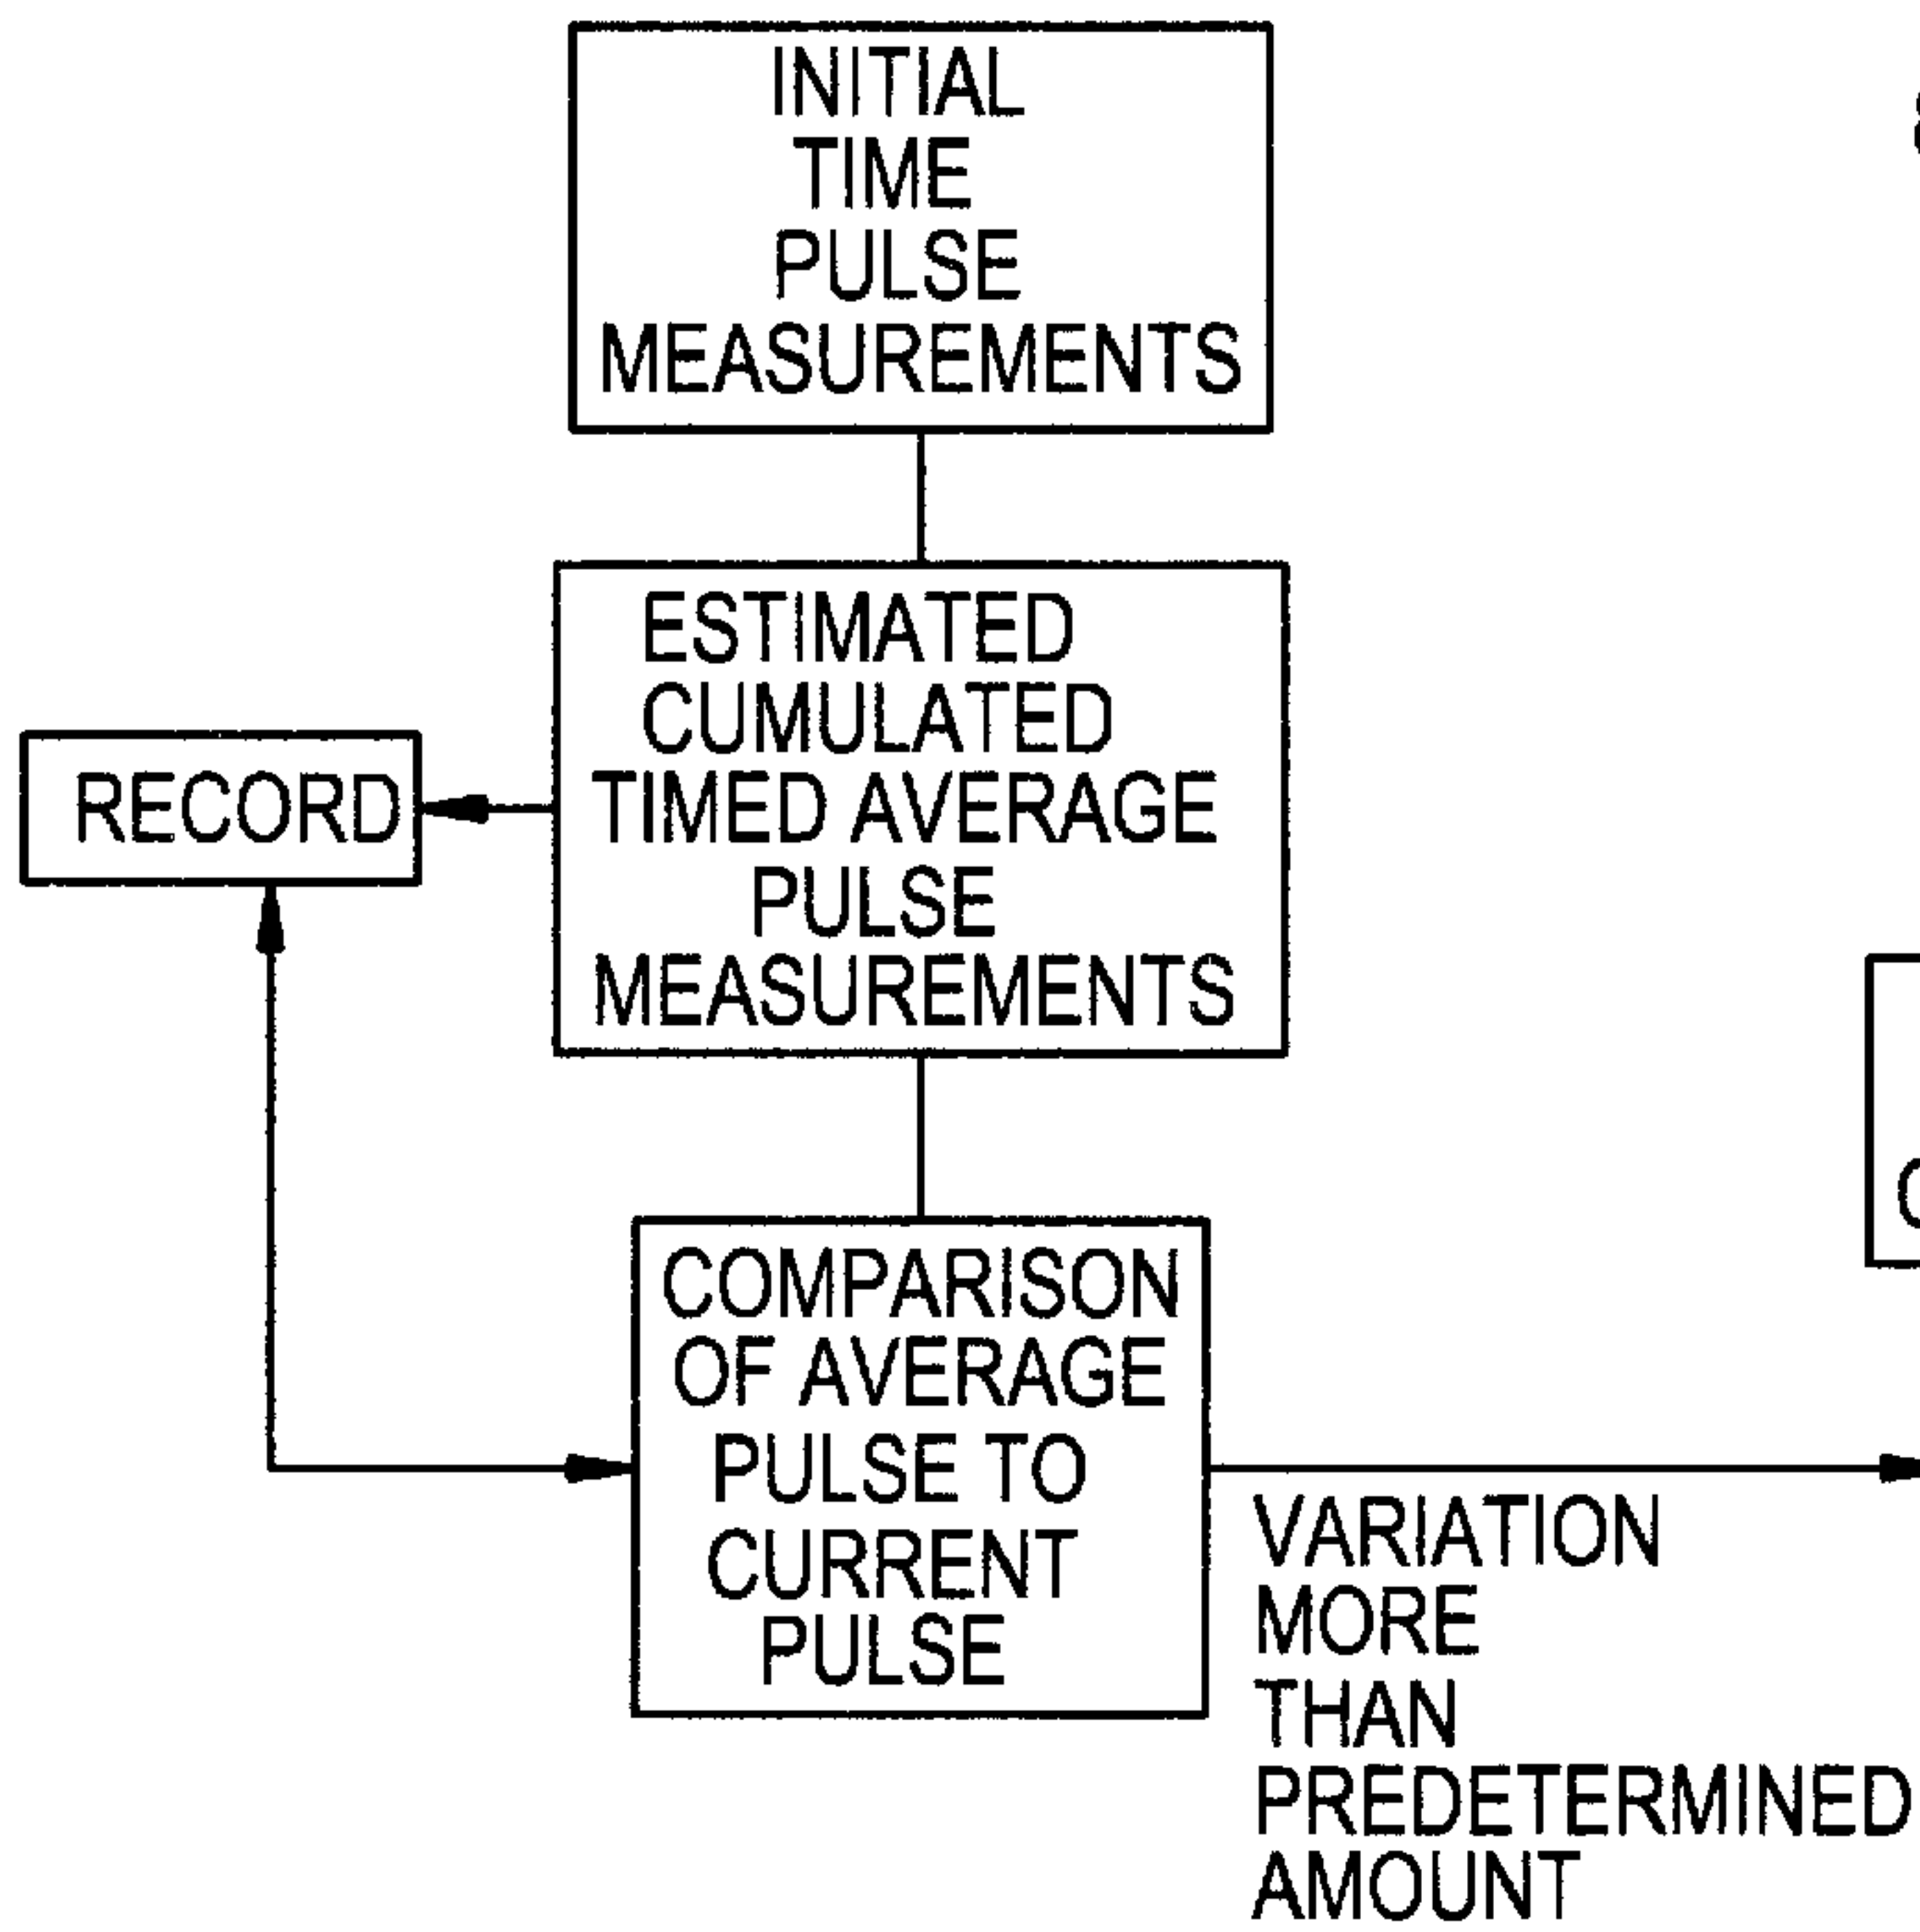 INITIAL
TIME
PULSE
MEASUREMENTS
ESTIMATED
CUMULATED
TIMED AVERAGE
PULSE
MEASUREMENTS
RECORD
COMPARISON
OF AVERAGE
PULSE TO
CURRENT
PULSE
VARIATION
MORE
THAN
PREDETERMINED
AMOUNT